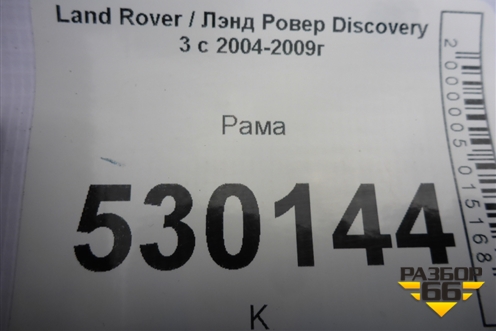 Land Rover / Лэнд Ровер Discovery
3 с 2004-2009г
Рама
530144
К
2000005015168
РАЗБОР
66